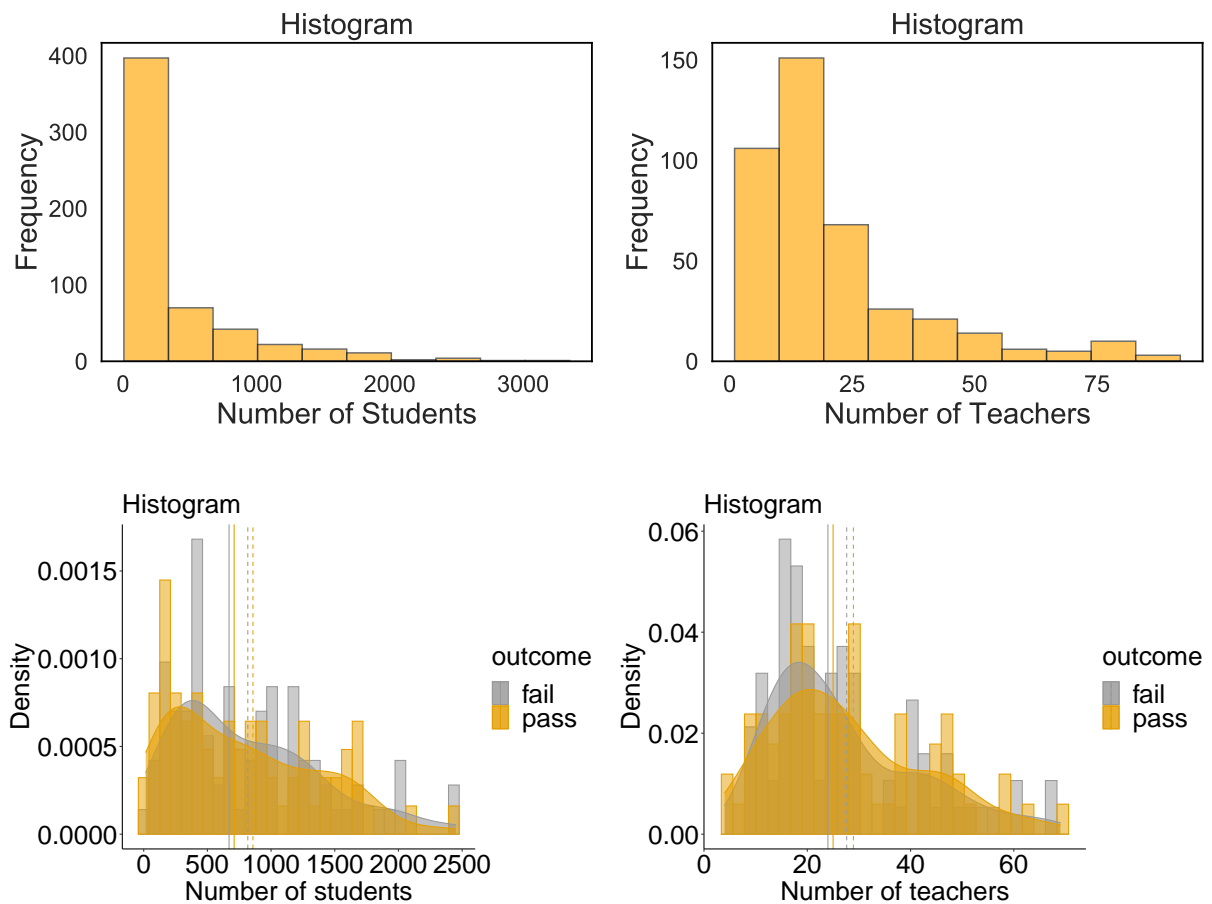 Histogram
400
300
200
100
0
Frequency
0 1000 2000 3000
Number of Students
Histogram
150
100
50
0
Frequency
0 25 50 75
Number of Teachers
Histogram
0.0015
0.0010
0.0005
0.0000
Density
0 500 1000 1500 2000 2500
Number of students
outcome
fail
pass
Histogram
0.06
0.04
0.02
0.00
Density
0 20 40 60
Number of teachers
outcome
fail
pass